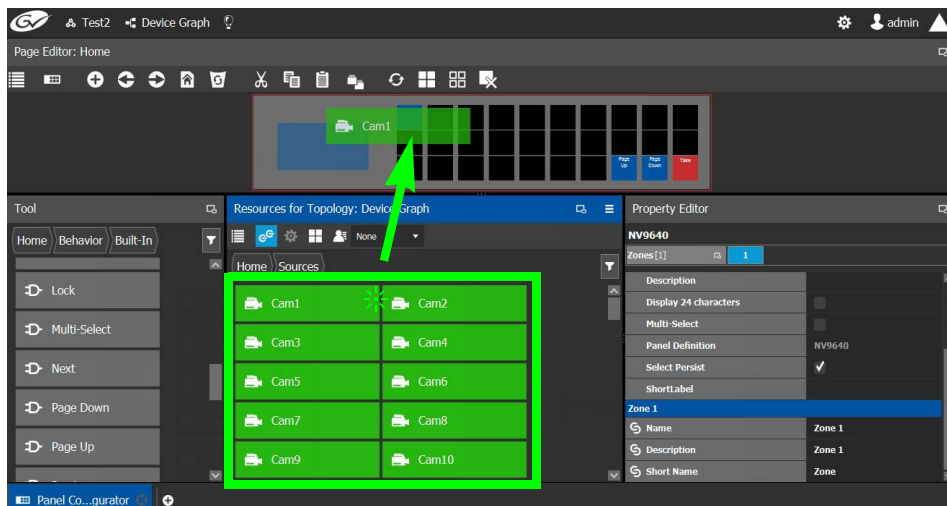 GV Test2 Device Graph admin
Page Editor: Home
Cam1
Page Up Page Down Take
Tool
Home Behavior Built-In
Lock
Multi-Select
Next
Page Down
Page Up
Resources for Topology: Device Graph
None
Home Sources
Cam1 Cam2
Cam3 Cam4
Cam5 Cam6
Cam7 Cam8
Cam9 Cam10
Property Editor
NV9640
Zones[1] 1
Description
Display 24 characters
Multi-Select
Panel Definition NV9640
Select Persist
ShortLabel
Zone 1
Name Zone 1
Description Zone 1
Short Name Zone
Panel Co...gurator